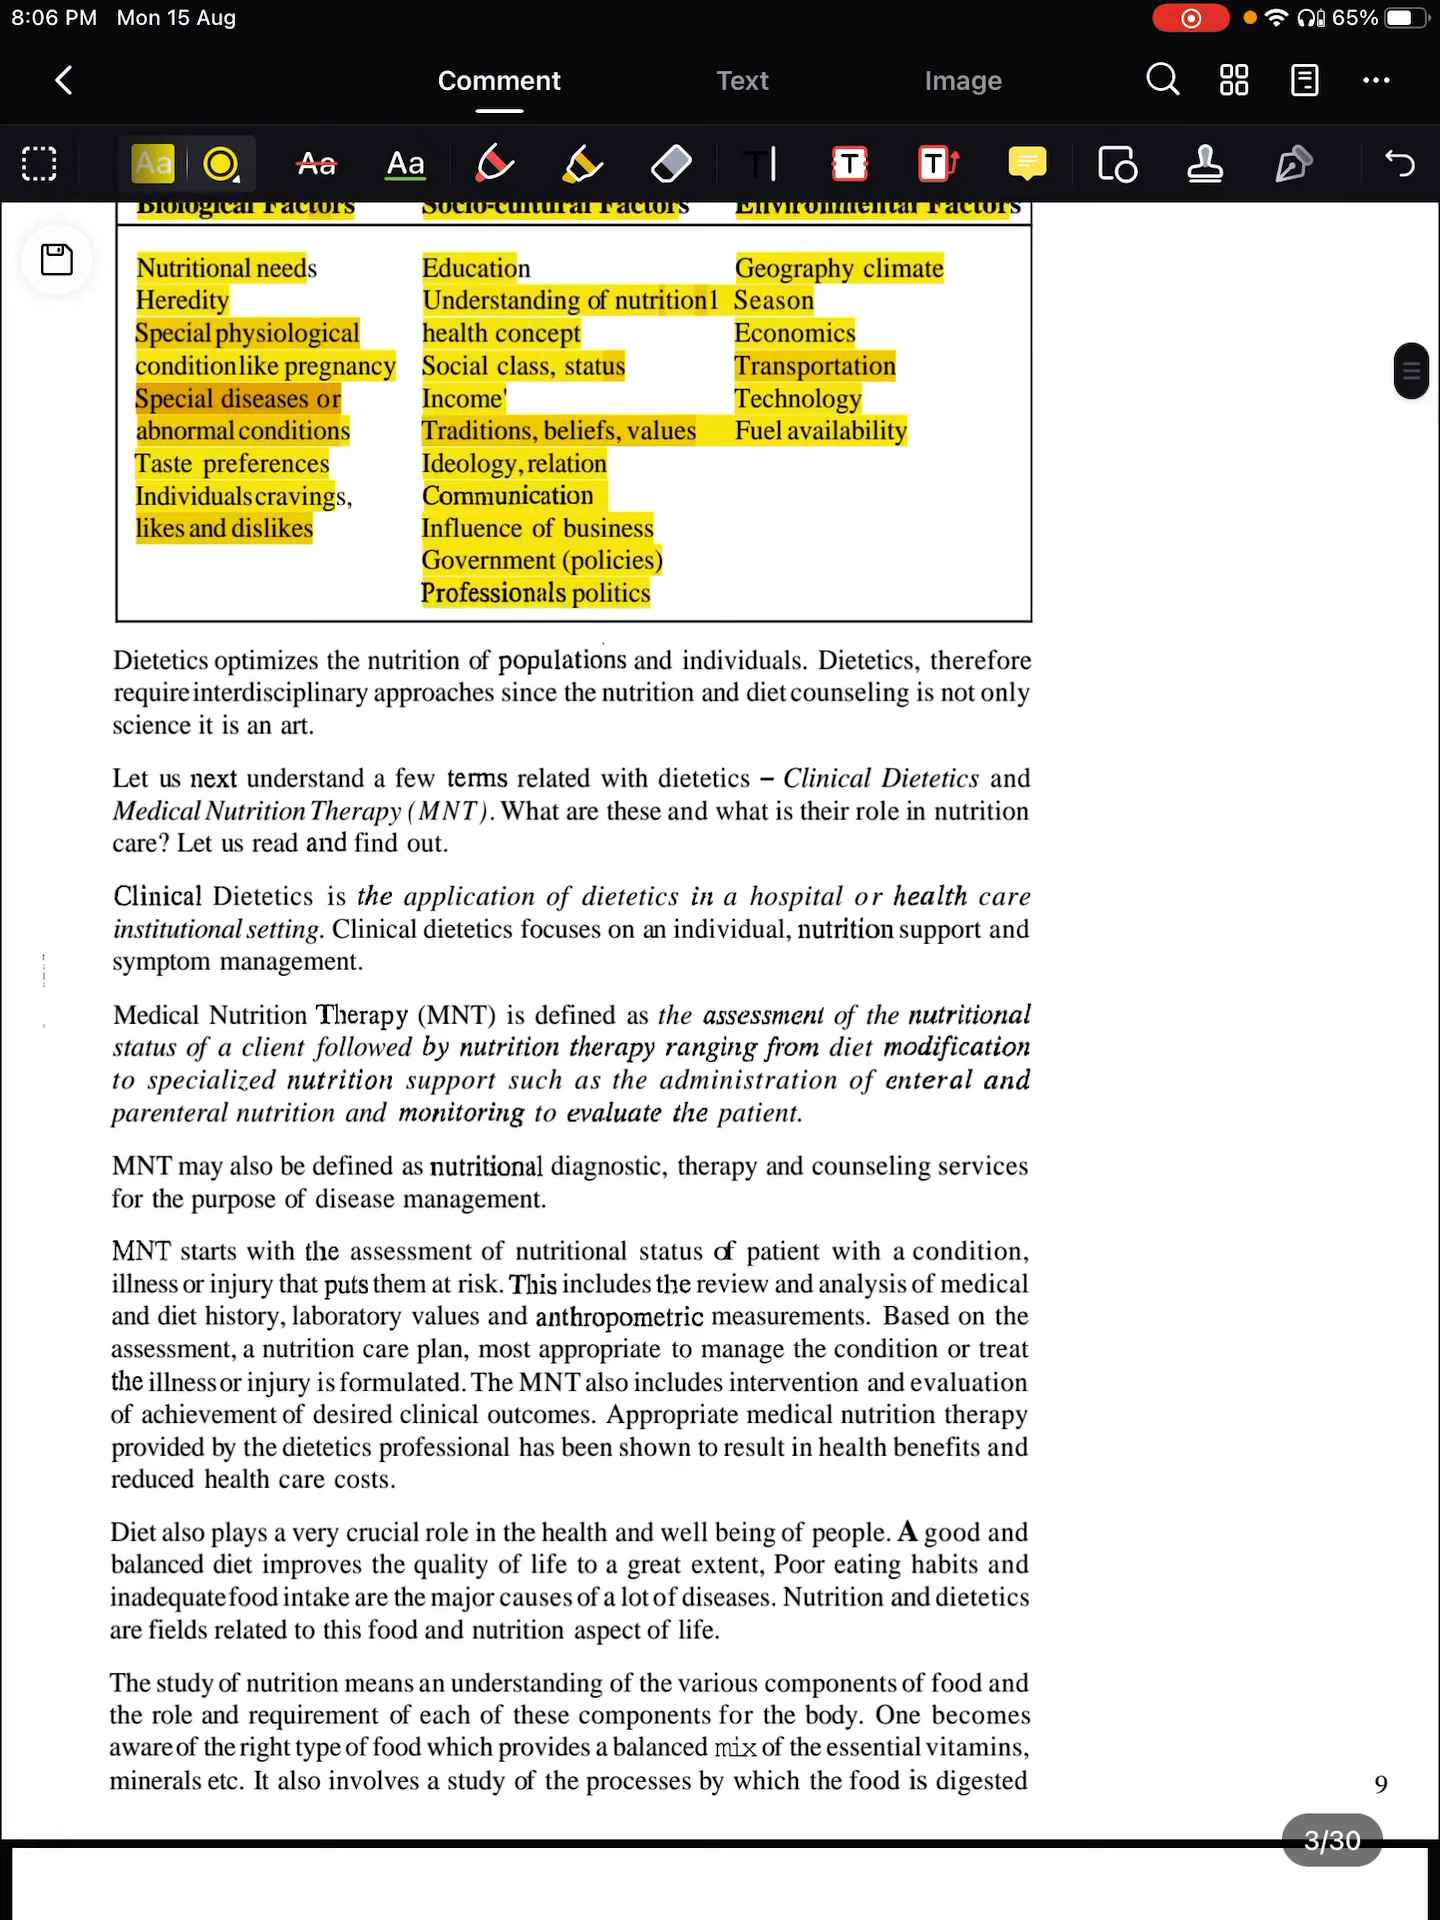 8:06 PM Mon 15 Aug 65%
Comment Text Image
Aa Aa Aa T T T
Biological Factors Socio-cultural Factors Environmental Factors
Nutritional needs Education Geography climate
Heredity Understanding of nutrition1 Season
Special physiological health concept Economics
condition like pregnancy Social class, status Transportation
Special diseases or Income' Technology
abnormal conditions Traditions, beliefs, values Fuel availability
Taste preferences Ideology, relation
Individuals cravings, Communication
likes and dislikes Influence of business
Government (policies)
Professionals politics
Dietetics optimizes the nutrition of populations and individuals. Dietetics, therefore
require interdisciplinary approaches since the nutrition and diet counseling is not only
science it is an art.
Let us next understand a few terms related with dietetics – Clinical Dietetics and
Medical Nutrition Therapy (MNT). What are these and what is their role in nutrition
care? Let us read and find out.
Clinical Dietetics is the application of dietetics in a hospital or health care
institutional setting. Clinical dietetics focuses on an individual, nutrition support and
symptom management.
Medical Nutrition Therapy (MNT) is defined as the assessment of the nutritional
status of a client followed by nutrition therapy ranging from diet modification
to specialized nutrition support such as the administration of enteral and
parenteral nutrition and monitoring to evaluate the patient.
MNT may also be defined as nutritional diagnostic, therapy and counseling services
for the purpose of disease management.
MNT starts with the assessment of nutritional status of patient with a condition,
illness or injury that puts them at risk. This includes the review and analysis of medical
and diet history, laboratory values and anthropometric measurements. Based on the
assessment, a nutrition care plan, most appropriate to manage the condition or treat
the illness or injury is formulated. The MNT also includes intervention and evaluation
of achievement of desired clinical outcomes. Appropriate medical nutrition therapy
provided by the dietetics professional has been shown to result in health benefits and
reduced health care costs.
Diet also plays a very crucial role in the health and well being of people. A good and
balanced diet improves the quality of life to a great extent, Poor eating habits and
inadequate food intake are the major causes of a lot of diseases. Nutrition and dietetics
are fields related to this food and nutrition aspect of life.
The study of nutrition means an understanding of the various components of food and
the role and requirement of each of these components for the body. One becomes
aware of the right type of food which provides a balanced mix of the essential vitamins,
minerals etc. It also involves a study of the processes by which the food is digested
9
3/30